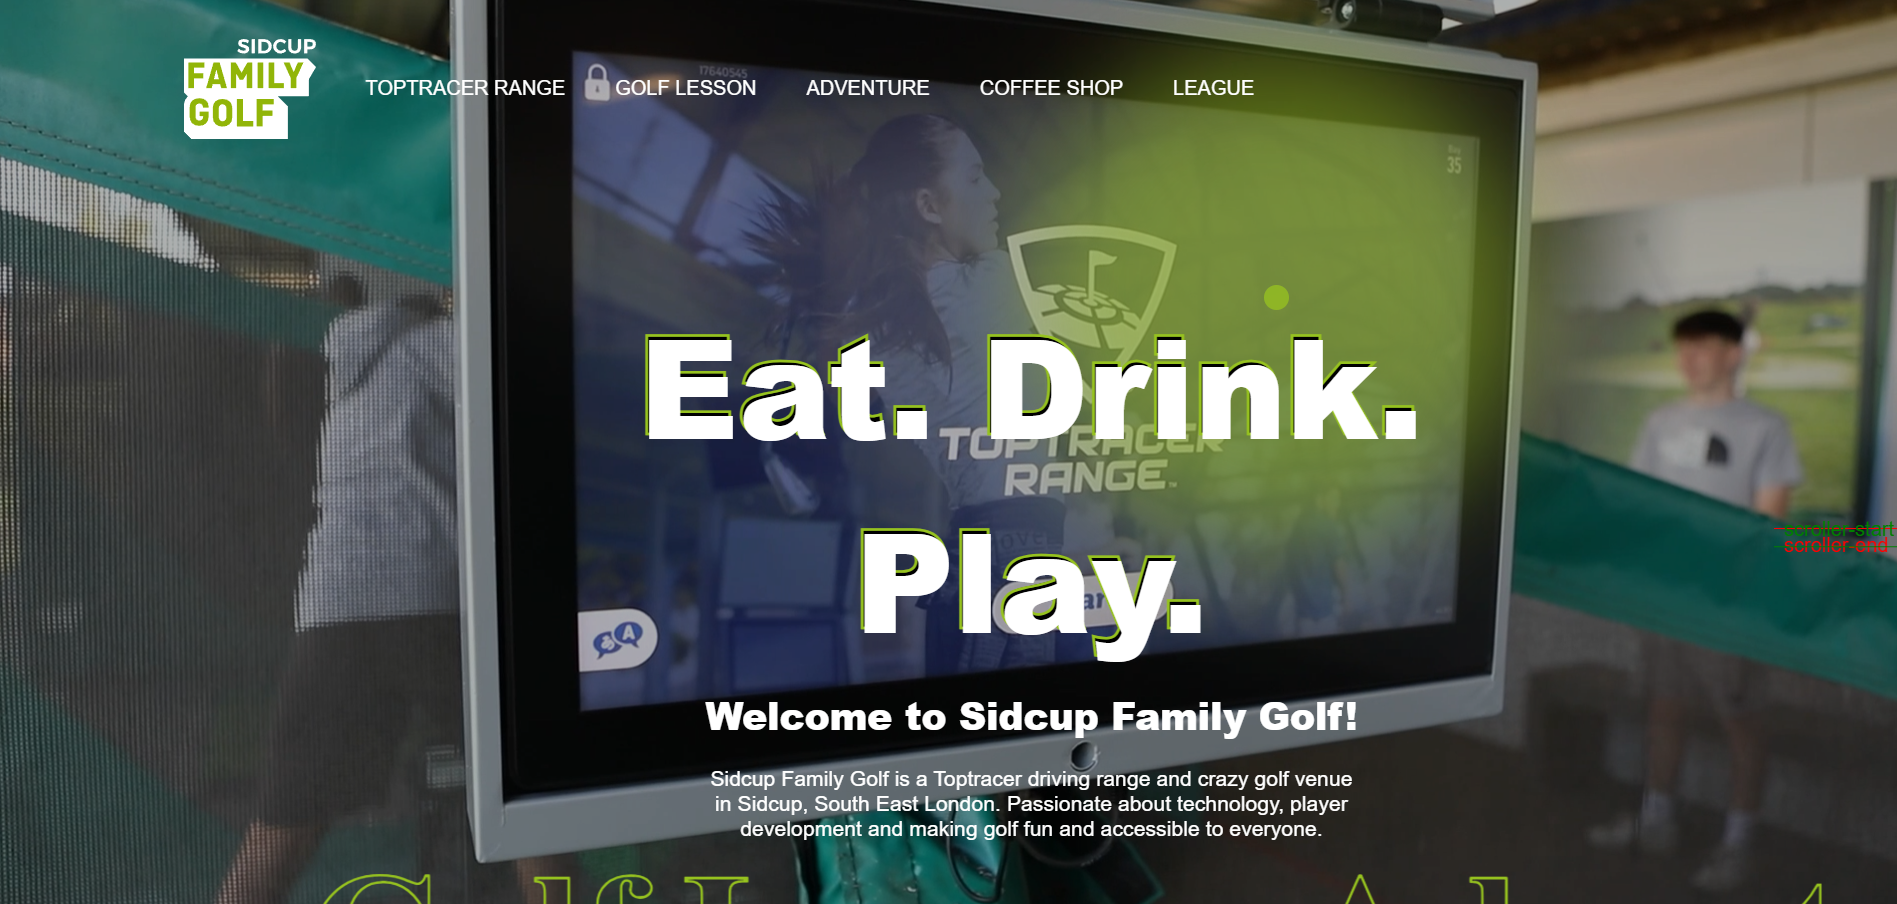 SIDCUP
FAMILY
GOLF
TOPTRACER RANGE
GOLF LESSON
ADVENTURE
COFFEE SHOP
LEAGUE
17640545
35
Eat. Drink.
TOPTRACER
RANGE
scroller-start
scroller-end
Play.
A
Welcome to Sidcup Family Golf!
Sidcup Family Golf is a Toptracer driving range and crazy golf venue
in Sidcup, South East London. Passionate about technology, player
development and making golf fun and accessible to everyone.